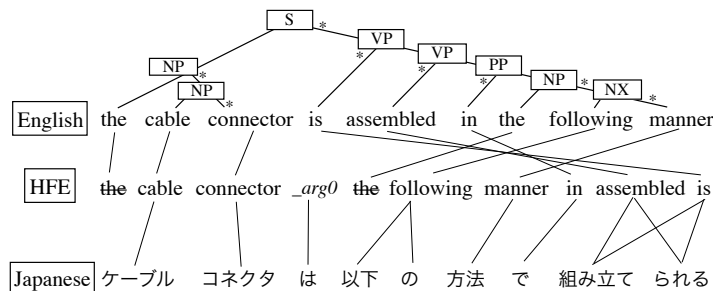 S
* VP
* VP
NP * * PP
NP * * NP NX
* *
English the cable connector is assembled in the following manner
HFE the cable connector _arg0 the following manner in assembled is
Japanese ケーブル コネクタ は 以下 の 方法 で 組み立て られる